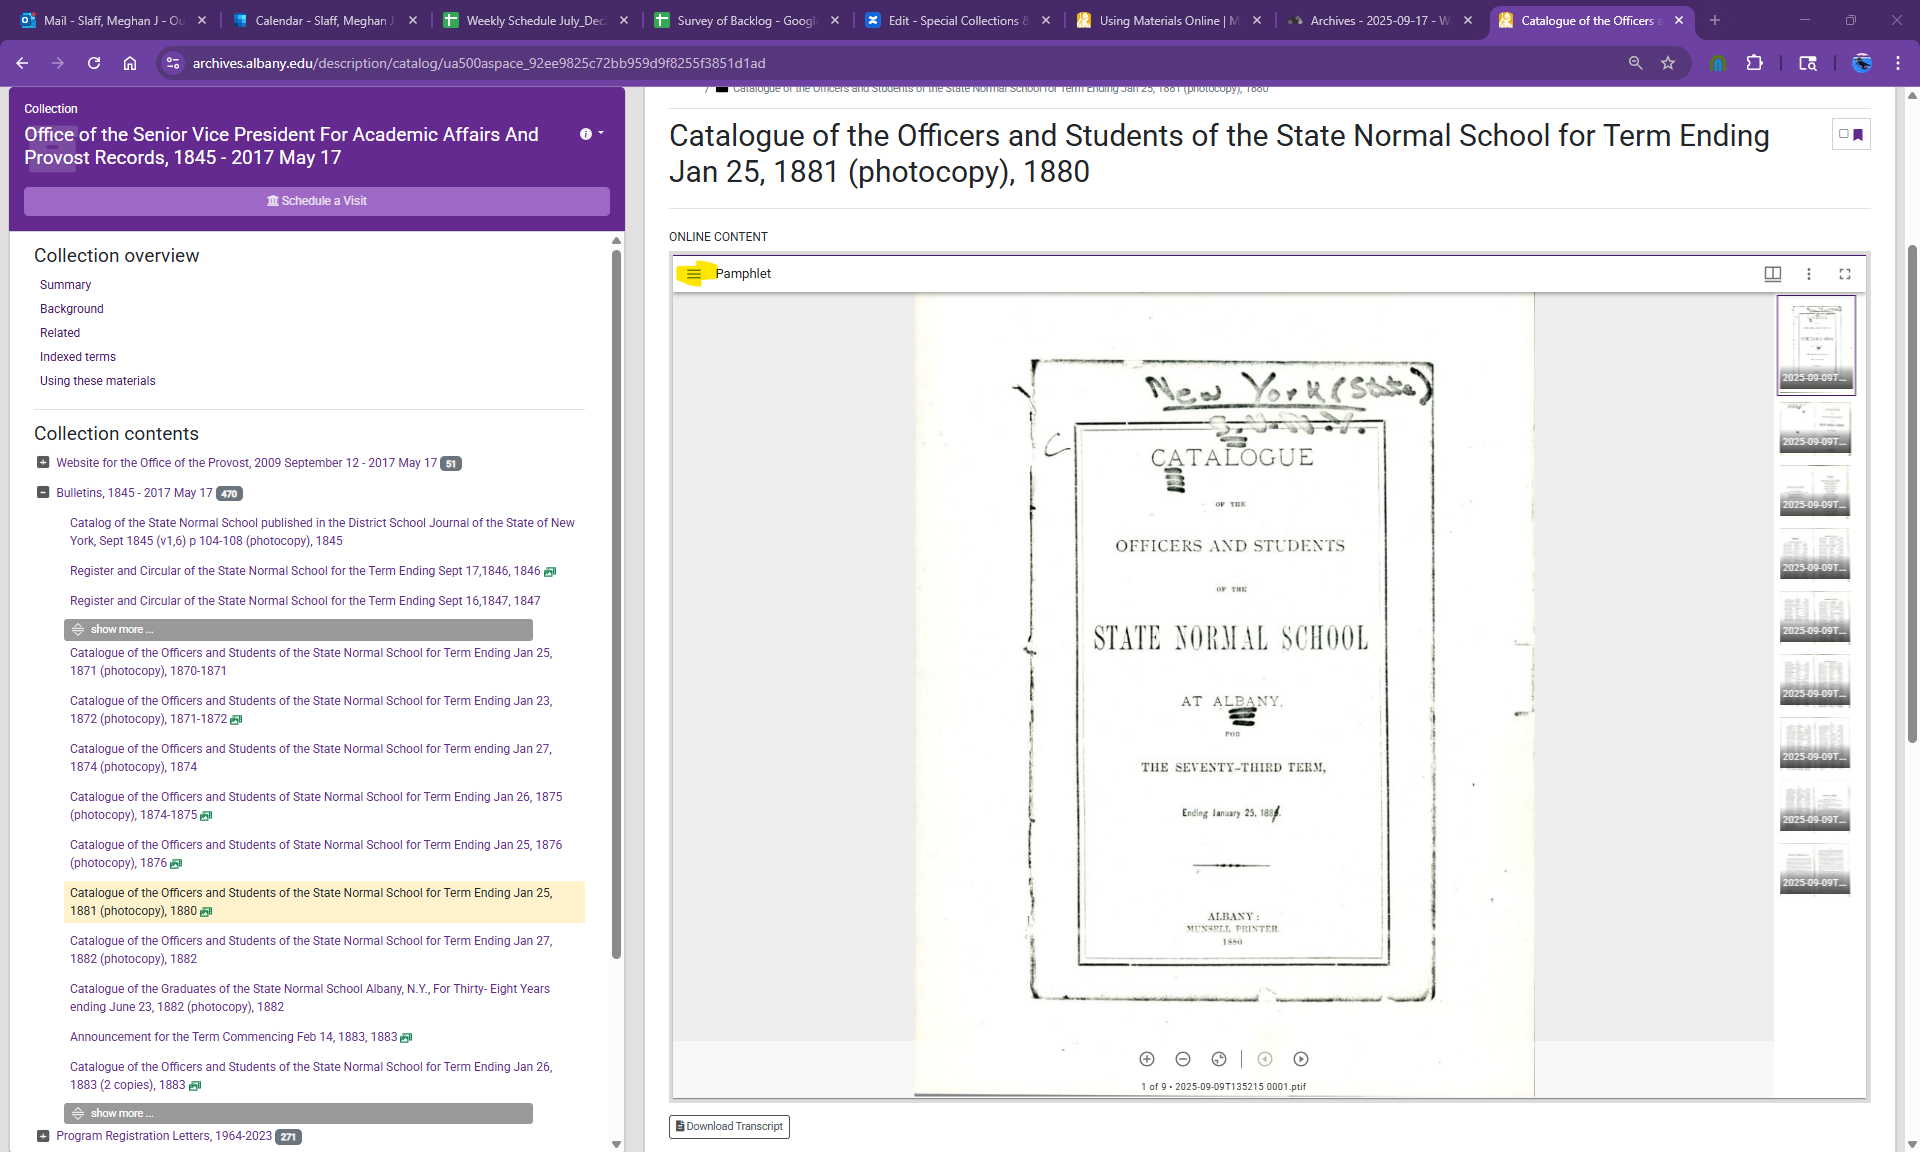 Mail - Slaff, Meghan J - Ou
Calendar - Slaff, Meghan J
Weekly Schedule July_Dec
Survey of Backlog - Google
Edit - Special Collections &
Using Materials Online | M
Archives - 2025-09-17 - W
Catalogue of the Officers a
archives.albany.edu/description/catalog/ua500aspace_92ee9825c72bb959d9f8255f3851d1ad
Collection
Office of the Senior Vice President For Academic Affairs And
Provost Records, 1845 - 2017 May 17
Schedule a Visit
Collection overview
Summary
Background
Related
Indexed terms
Using these materials
Collection contents
Website for the Office of the Provost, 2009 September 12 - 2017 May 17 51
Bulletins, 1845 - 2017 May 17 470
Catalog of the State Normal School published in the District School Journal of the State of New
York, Sept 1845 (v1,6) p 104-108 (photocopy), 1845
Register and Circular of the State Normal School for the Term Ending Sept 17,1846, 1846
Register and Circular of the State Normal School for the Term Ending Sept 16,1847, 1847
show more ...
Catalogue of the Officers and Students of the State Normal School for Term Ending Jan 25,
1871 (photocopy), 1870-1871
Catalogue of the Officers and Students of the State Normal School for Term Ending Jan 23,
1872 (photocopy), 1871-1872
Catalogue of the Officers and Students of the State Normal School for Term ending Jan 27,
1874 (photocopy), 1874
Catalogue of the Officers and Students of State Normal School for Term Ending Jan 26, 1875
(photocopy), 1874-1875
Catalogue of the Officers and Students of State Normal School for Term Ending Jan 25, 1876
(photocopy), 1876
Catalogue of the Officers and Students of the State Normal School for Term Ending Jan 25,
1881 (photocopy), 1880
Catalogue of the Officers and Students of the State Normal School for Term Ending Jan 27,
1882 (photocopy), 1882
Catalogue of the Graduates of the State Normal School Albany, N.Y., For Thirty- Eight Years
ending June 23, 1882 (photocopy), 1882
Announcement for the Term Commencing Feb 14, 1883, 1883
Catalogue of the Officers and Students of the State Normal School for Term Ending Jan 26,
1883 (2 copies), 1883
show more ...
Program Registration Letters, 1964-2023 271
/ Catalogue of the Officers and Students of the State Normal School for Term Ending Jan 25, 1881 (photocopy), 1880
Catalogue of the Officers and Students of the State Normal School for Term Ending
Jan 25, 1881 (photocopy), 1880
ONLINE CONTENT
Pamphlet
New York (State)
S.U.N.Y.
CATALOGUE
OF THE
OFFICERS AND STUDENTS
OF THE
STATE NORMAL SCHOOL
AT ALBANY,
FOR
THE SEVENTY-THIRD TERM,
Ending January 25, 1881.
ALBANY:
MUNSELL PRINTER
1880
2025-09-09T...
2025-09-09T...
2025-09-09T...
2025-09-09T...
2025-09-09T...
2025-09-09T...
2025-09-09T...
2025-09-09T...
2025-09-09T...
1 of 9 • 2025-09-09T135215 0001.ptif
Download Transcript